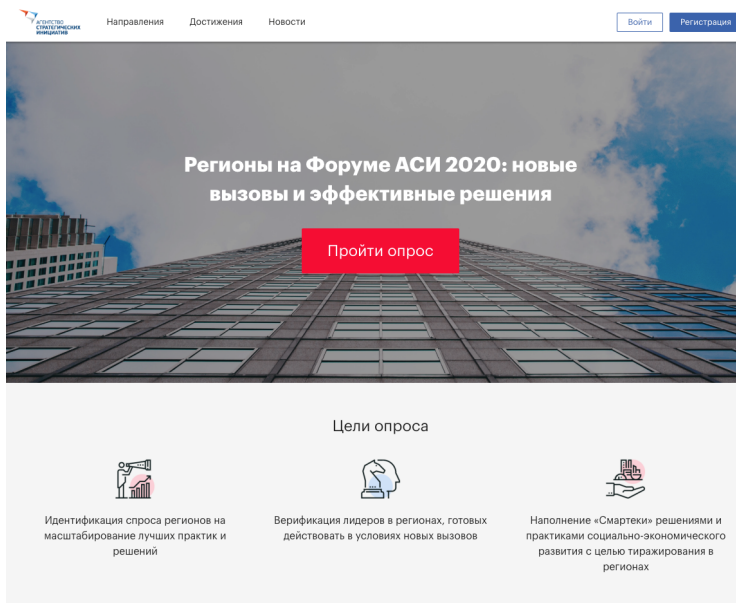 АГЕНТСТВО
СТРАТЕГИЧЕСКИХ
ИНИЦИАТИВ
Направления
Достижения
Новости
Войти
Регистрация
Регионы на Форуме АСИ 2020: новые
вызовы и эффективные решения
Пройти опрос
Цели опроса
Идентификация спроса регионов на
масштабирование лучших практик и
решений
Верификация лидеров в регионах, готовых
действовать в условиях новых вызовов
Наполнение «Смартеки» решениями и
практиками социально-экономического
развития с целью тиражирования в
регионах